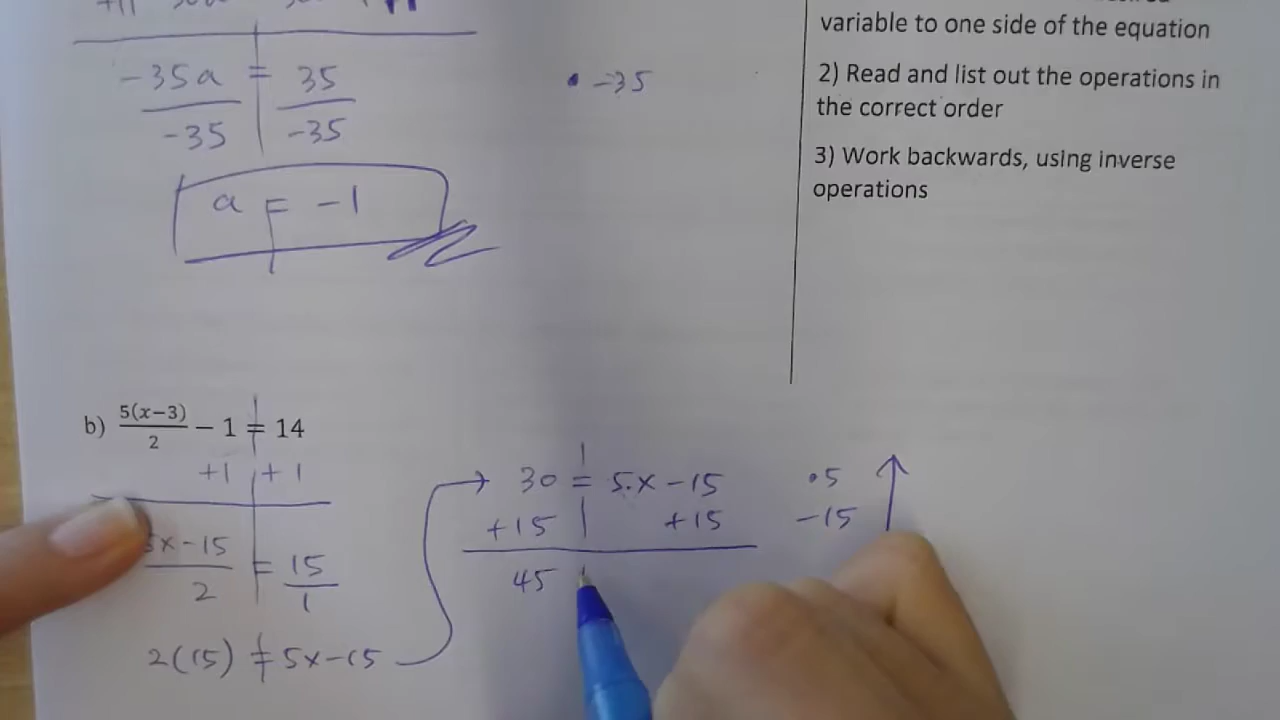 -35a = 35
-35 -35
• -35
a = -1
variable to one side of the equation
2) Read and list out the operations in
the correct order
3) Work backwards, using inverse
operations
b) 5(x-3)/2 - 1 = 14
+1 +1
5x-15/2 = 15/1
2(15) = 5x-15
→ 30 = 5.x -15 •5
+15 +15 -15
45